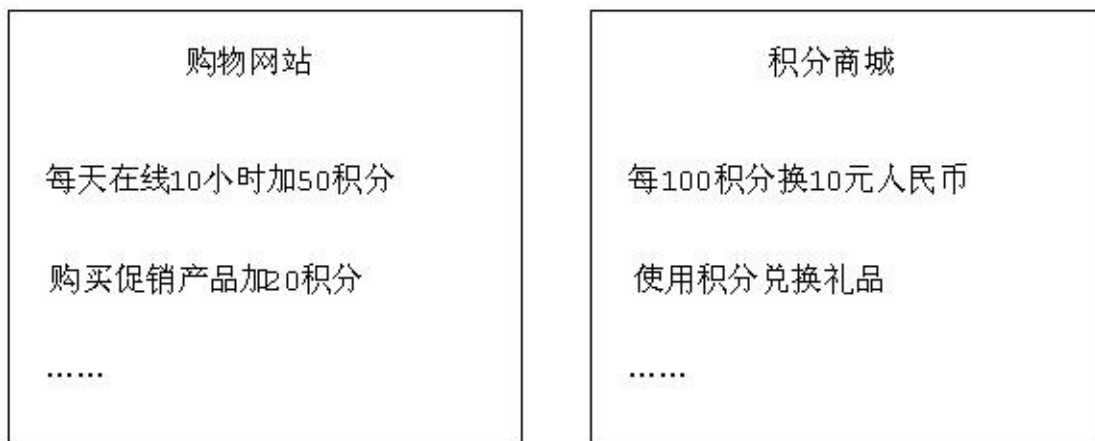 购物网站
每天在线10小时加50积分
购买促销产品加20积分
……
积分商城
每100积分换10元人民币
使用积分兑换礼品
……